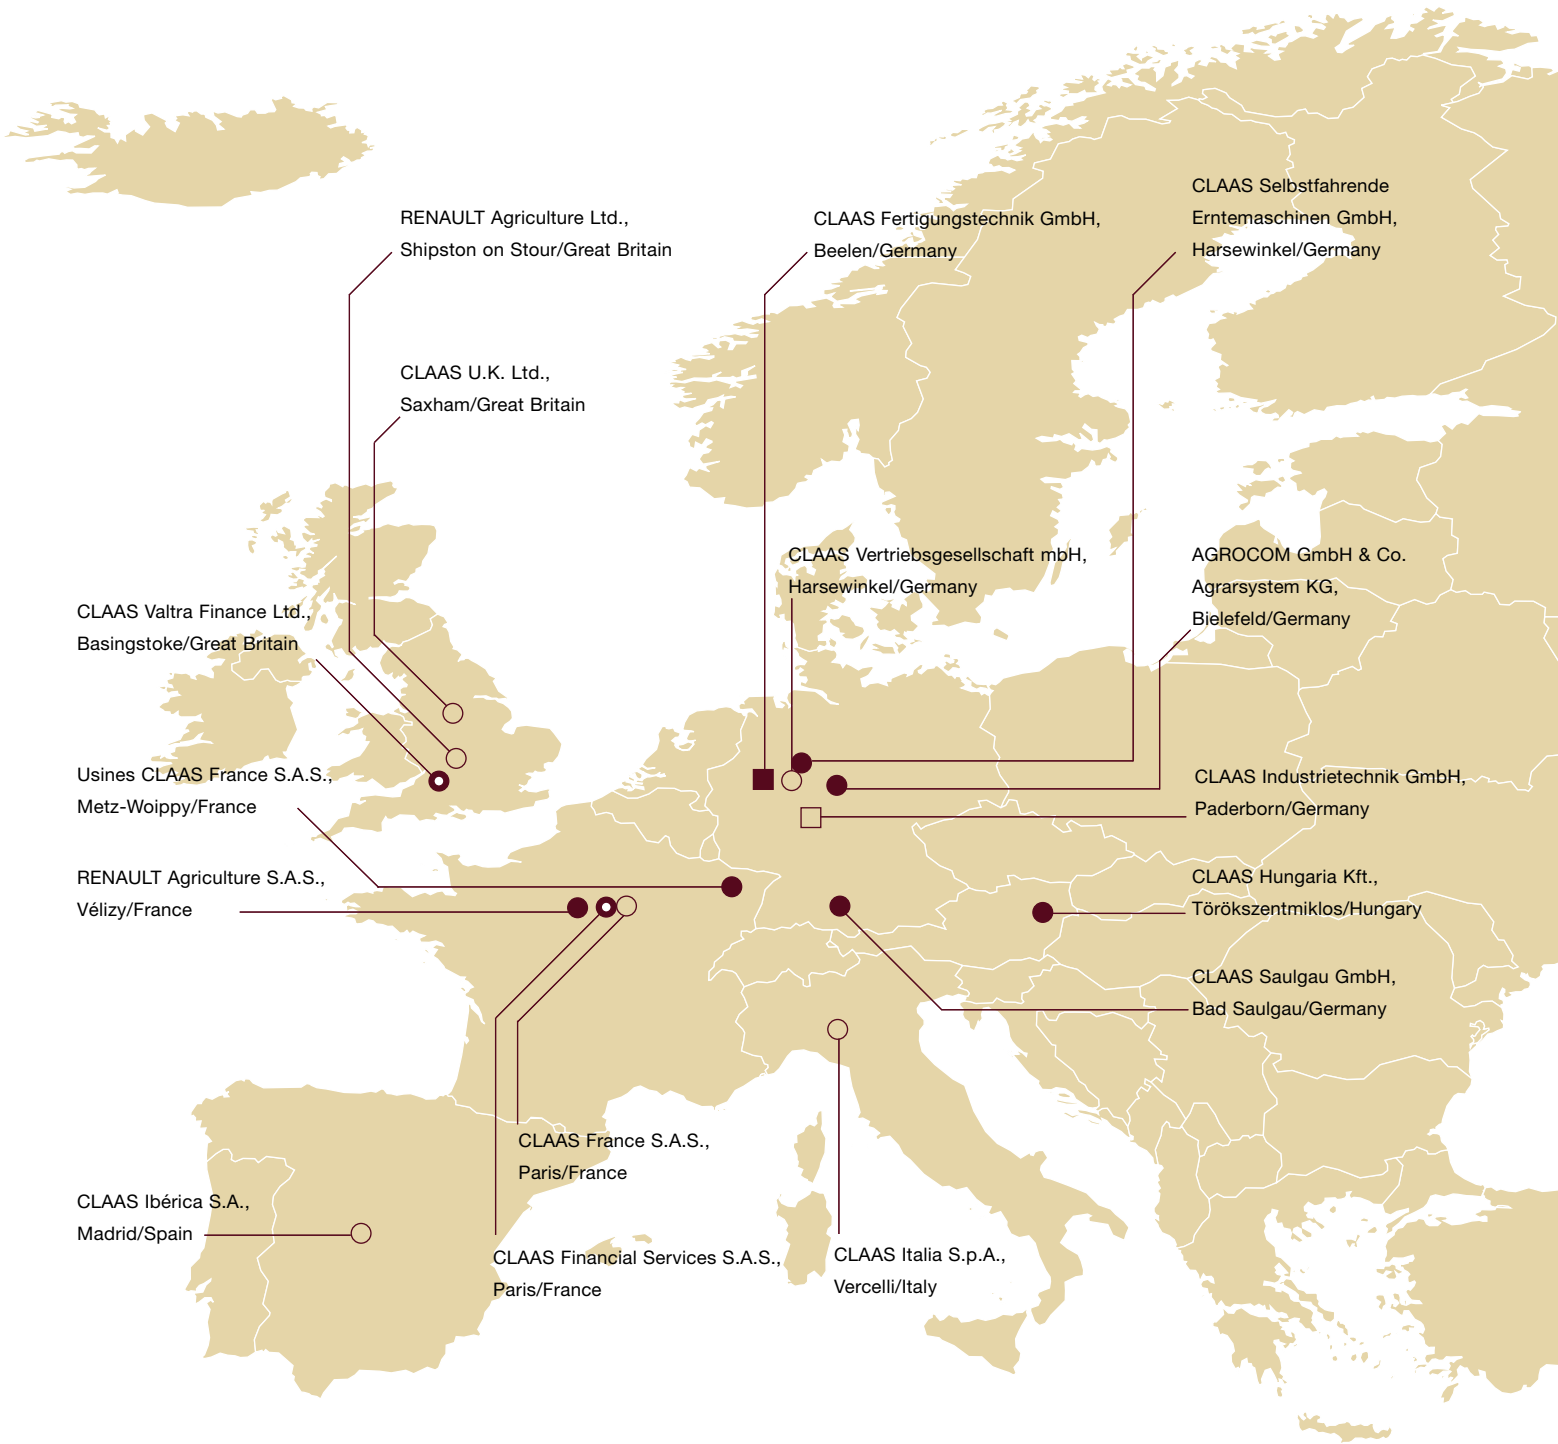 CLAAS Selbstfahrende
Erntemaschinen GmbH,
Harsewinkel/Germany
RENAULT Agriculture Ltd.,
Shipston on Stour/Great Britain
CLAAS Fertigungstechnik GmbH,
Beelen/Germany
CLAAS U.K. Ltd.,
Saxham/Great Britain
CLAAS Vertriebsgesellschaft mbH,
Harsewinkel/Germany
AGROCOM GmbH & Co.
Agrarsystem KG,
Bielefeld/Germany
CLAAS Valtra Finance Ltd.,
Basingstoke/Great Britain
Usines CLAAS France S.A.S.,
Metz-Woippy/France
CLAAS Industrietechnik GmbH,
Paderborn/Germany
RENAULT Agriculture S.A.S.,
Vélizy/France
CLAAS Hungaria Kft.,
Törökszentmiklos/Hungary
CLAAS Saulgau GmbH,
Bad Saulgau/Germany
CLAAS France S.A.S.,
Paris/France
CLAAS Ibérica S.A.,
Madrid/Spain
CLAAS Financial Services S.A.S.,
Paris/France
CLAAS Italia S.p.A.,
Vercelli/Italy